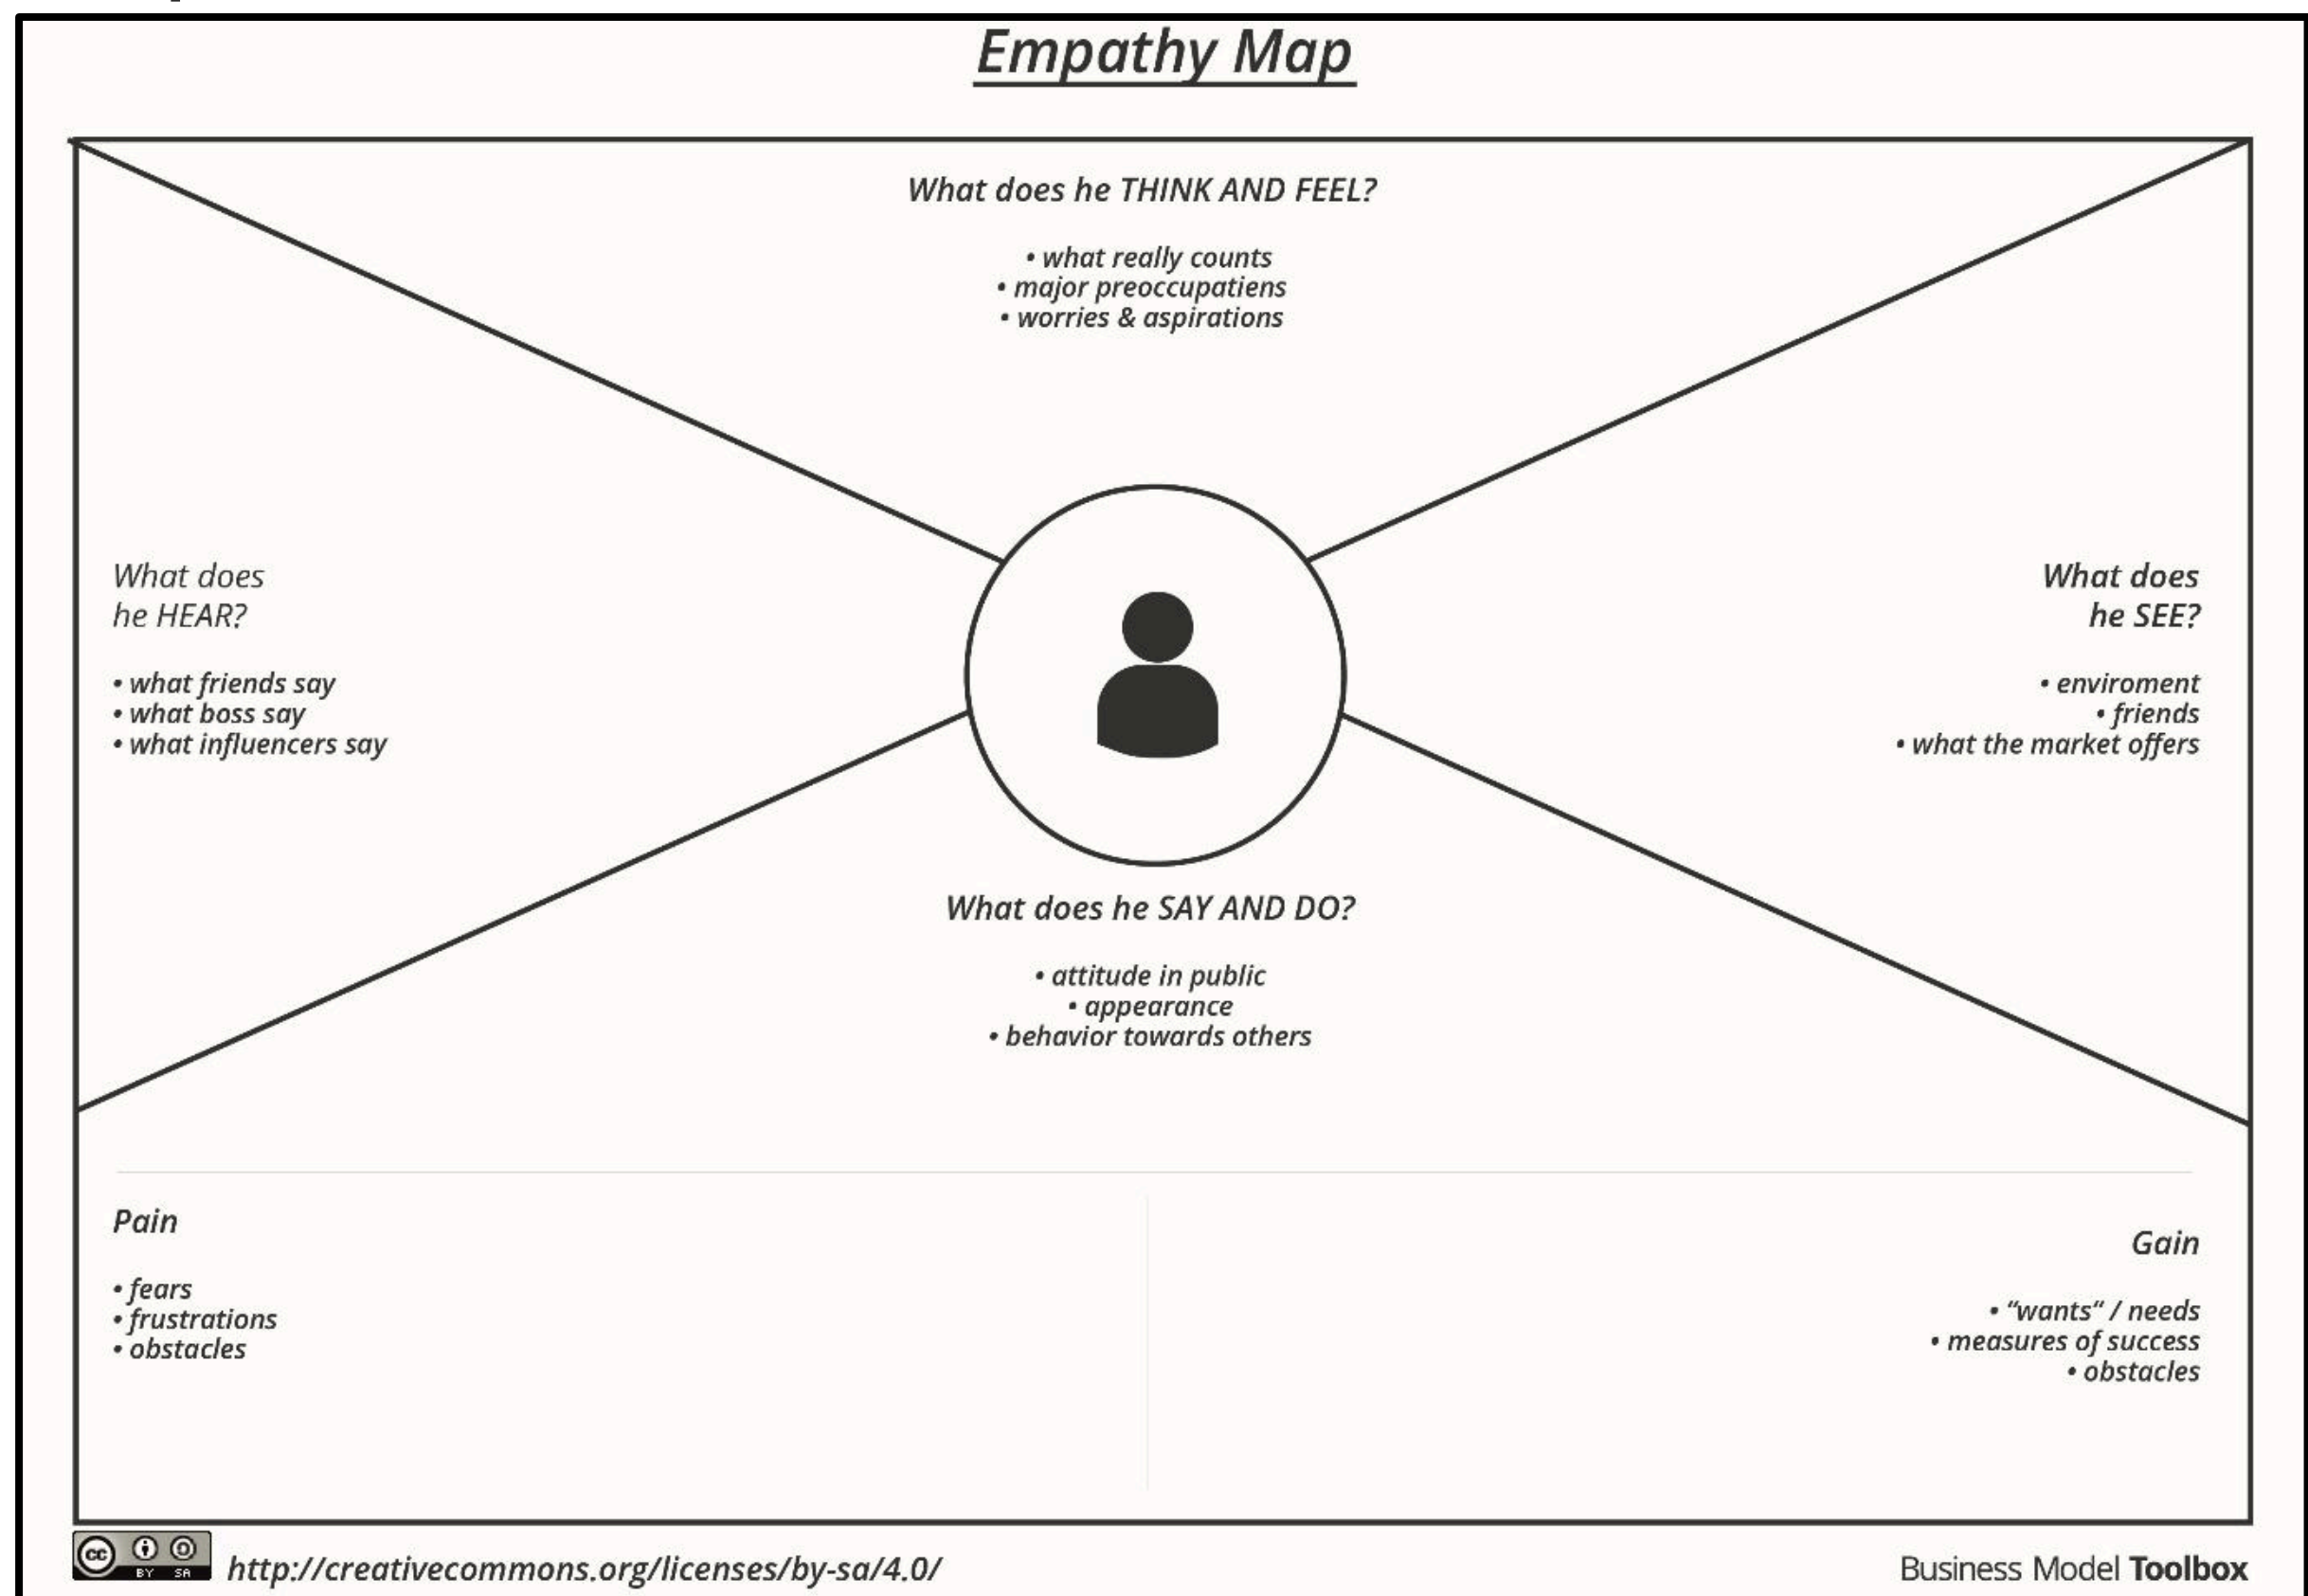 Empathy Map
What does he THINK AND FEEL?
• what really counts
• major preoccupatiens
• worries & aspirations
What does
he HEAR?
• what friends say
• what boss say
• what influencers say
What does
he SEE?
• enviroment
• friends
• what the market offers
What does he SAY AND DO?
• attitude in public
• appearance
• behavior towards others
Pain
• fears
• frustrations
• obstacles
Gain
• “wants“ / needs
• measures of success
• obstacles
cc BY SA
http://creativecommons.org/licenses/by-sa/4.0/
Business Model Toolbox